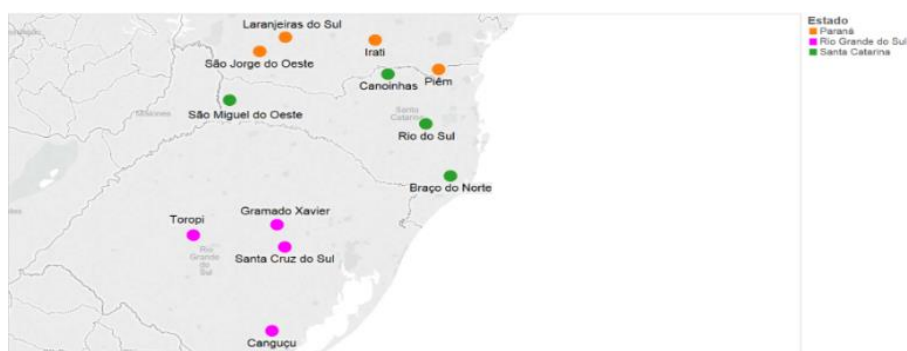 Laranjeiras do Sul
Irati
São Jorge do Oeste
Canoinhas
Piêm
Misiones
São Miguel do Oeste
Santa
Catarina
Rio do Sul
Braço do Norte
Gramado Xavier
Toropi
Rio
Grande
do
Sul
Santa Cruz do Sul
Canguçu
Estado
Paraná
Rio Grande do Sul
Santa Catarina